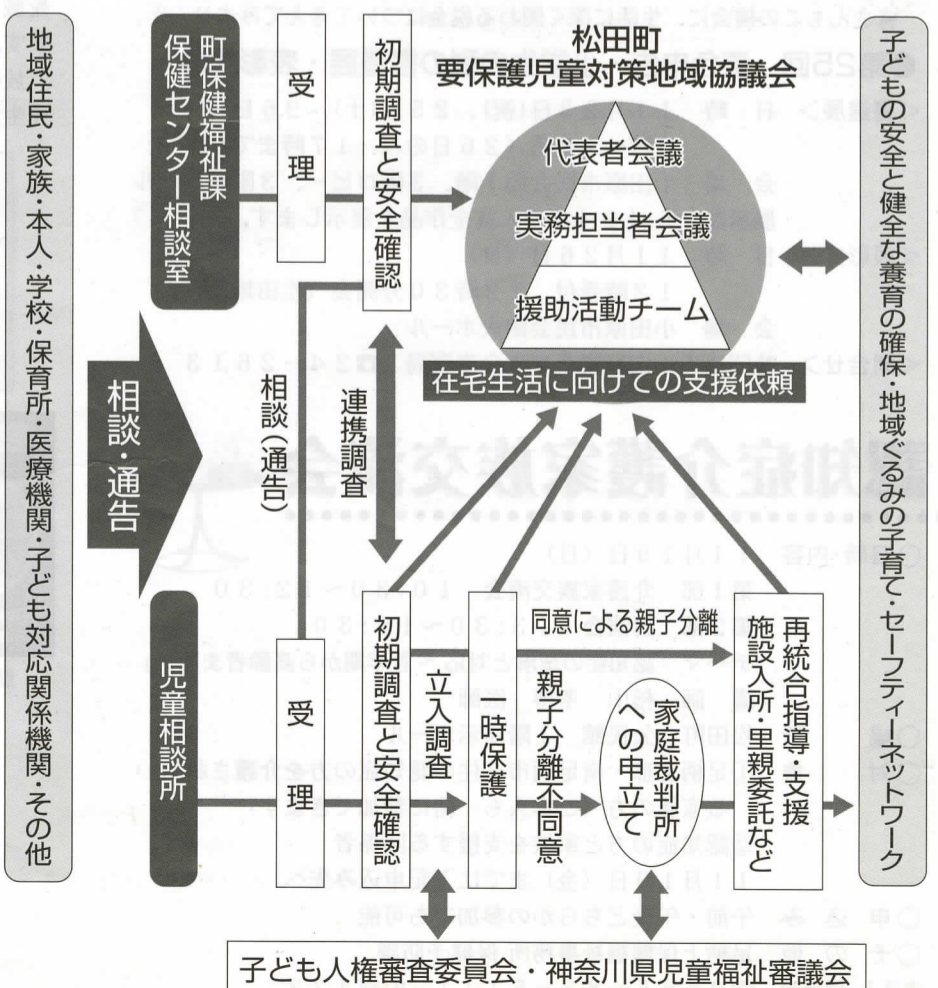 地域住民・家族・本人・学校・保育所・医療機関・子ども対応関係機関・その他
相談・通告
町保健福祉課
保健センター相談室
受理
初期調査と安全確認
松田町
要保護児童対策地域協議会
代表者会議
実務担当者会議
援助活動チーム
在宅生活に向けての支援依頼
相談(通告)
連携調査
児童相談所
受理
初期調査と安全確認
立入調査
一時保護
同意による親子分離
親子分離不同意
家庭裁判所
への申立て
再統合指導・支援
施設入所・里親委託など
子ども人権審査委員会・神奈川県児童福祉審議会
子どもの安全と健全な養育の確保・地域ぐるみの子育て・セーフティーネットワーク